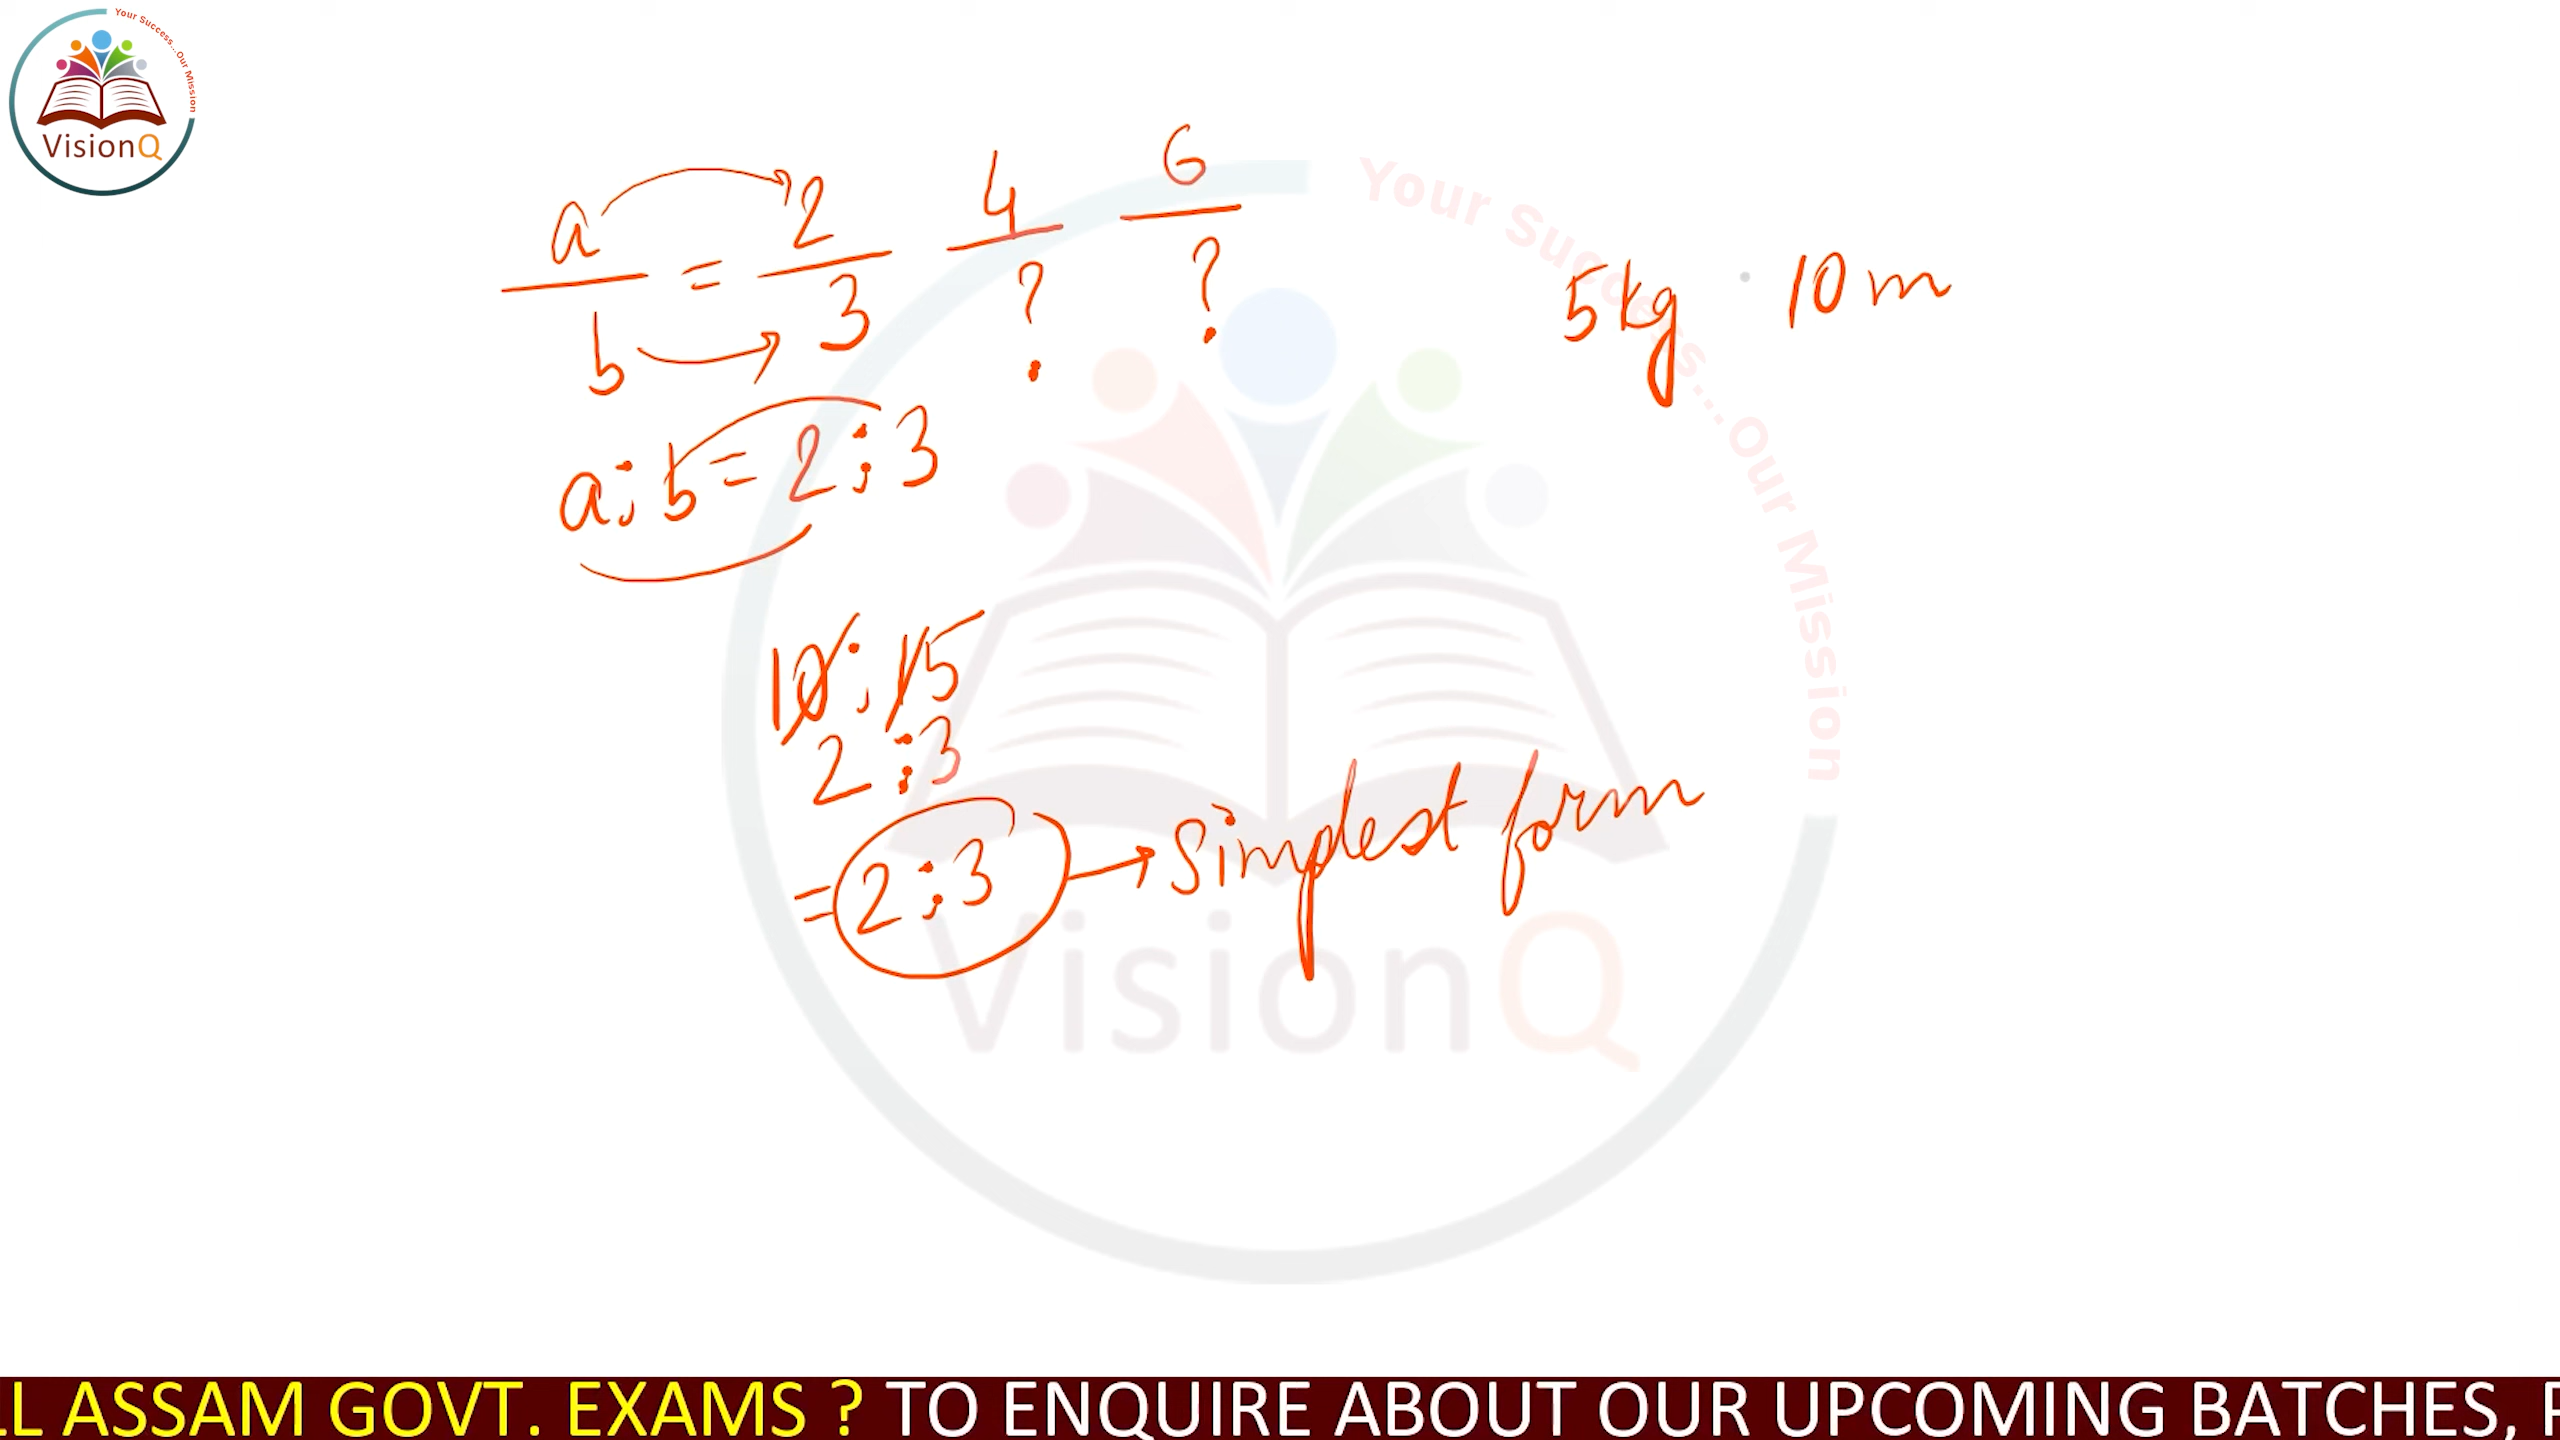 Your Success...Our Mission
VisionQ
a/b = 2/3 4/? 6/?
5kg 10m
a:b = 2:3
10:15
2:3
= 2:3 → Simplest form
Your Success...Our Mission
VisionQ
LL ASSAM GOVT. EXAMS ? TO ENQUIRE ABOUT OUR UPCOMING BATCHES,